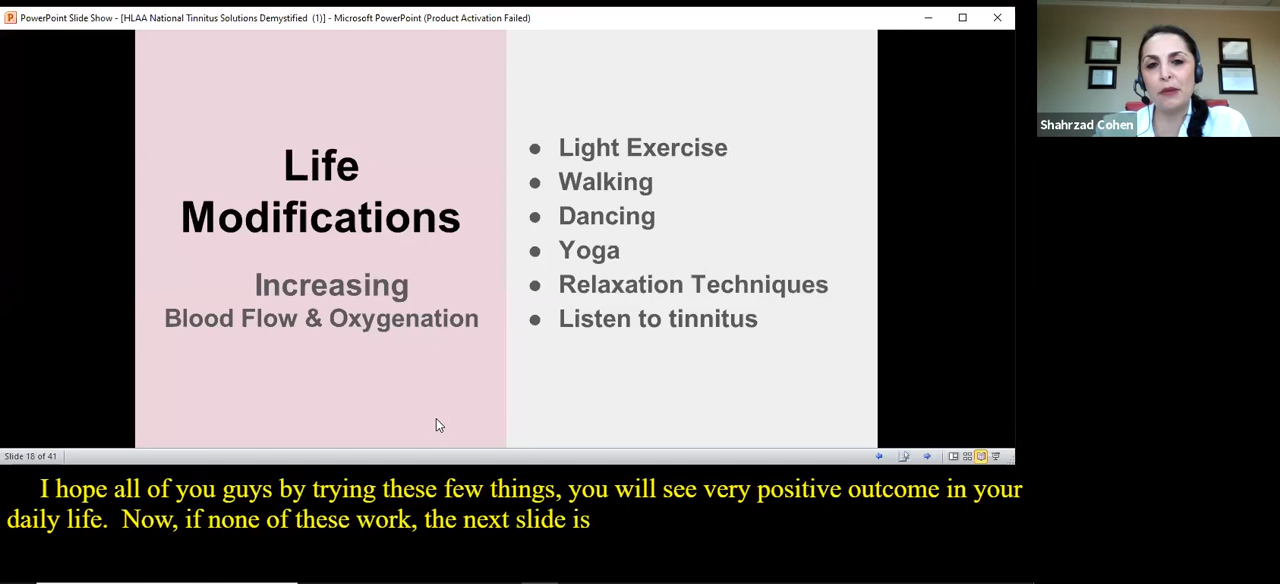 PowerPoint Slide Show - [HLAA National Tinnitus Solutions Demystified (1)] - Microsoft PowerPoint (Product Activation Failed)
Shahrzad Cohen
Life
Modifications
Increasing
Blood Flow & Oxygenation
● Light Exercise
● Walking
● Dancing
● Yoga
● Relaxation Techniques
● Listen to tinnitus
Slide 18 of 41
I hope all of you guys by trying these few things, you will see very positive outcome in your
daily life.  Now, if none of these work, the next slide is